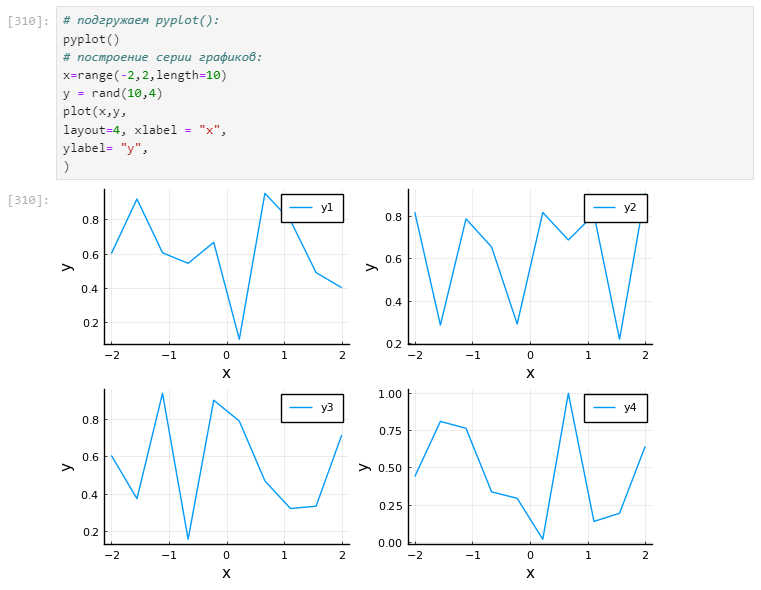 [310]:
# подгружаем pyplot():
pyplot()
# построение серии графиков:
x=range(-2,2,length=10)
y = rand(10,4)
plot(x,y,
layout=4, xlabel = "x",
ylabel= "y",
)
[310]:
y1
0.8
0.6
0.4
0.2
y
−2 −1 0 1 2
x
y2
0.8
0.6
0.4
0.2
y
−2 −1 0 1 2
x
y3
0.8
0.6
0.4
0.2
y
−2 −1 0 1 2
x
y4
1.00
0.75
0.50
0.25
0.00
y
−2 −1 0 1 2
x